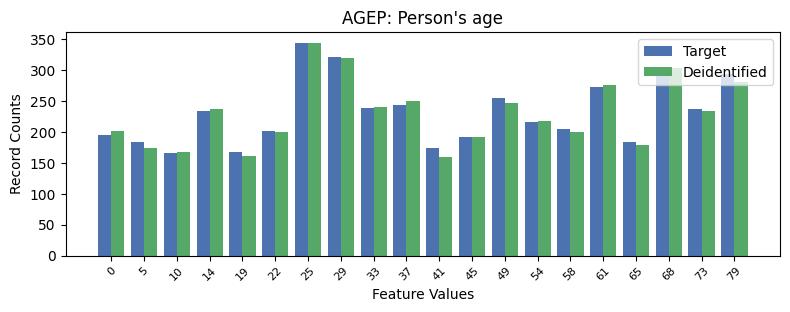 AGEP: Person's age
Record Counts
350
300
250
200
150
100
50
0
Target
Deidentified
0 5 10 14 19 22 25 29 33 37 41 45 49 54 58 61 65 68 73 79
Feature Values